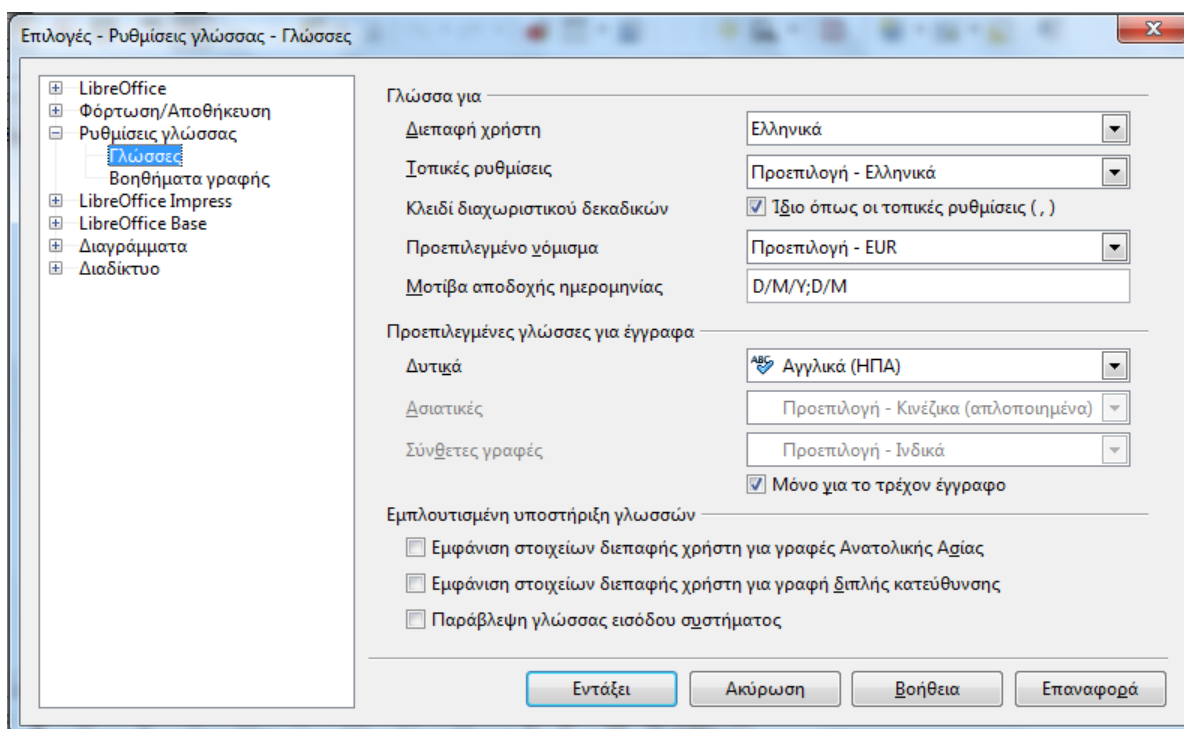 Επιλογές - Ρυθμίσεις γλώσσας - Γλώσσες
LibreOffice
Φόρτωση/Αποθήκευση
Ρυθμίσεις γλώσσας
Γλώσσες
Βοηθήματα γραφής
LibreOffice Impress
LibreOffice Base
Διαγράμματα
Διαδίκτυο
Γλώσσα για
Διεπαφή χρήστη Ελληνικά
Τοπικές ρυθμίσεις Προεπιλογή - Ελληνικά
Κλειδί διαχωριστικού δεκαδικών Ίδιο όπως οι τοπικές ρυθμίσεις ( , )
Προεπιλεγμένο νόμισμα Προεπιλογή - EUR
Μοτίβα αποδοχής ημερομηνίας D/M/Y;D/M
Προεπιλεγμένες γλώσσες για έγγραφα
Δυτικά ABC Αγγλικά (ΗΠΑ)
Ασιατικές Προεπιλογή - Κινέζικα (απλοποιημένα)
Σύνθετες γραφές Προεπιλογή - Ινδικά
Μόνο για το τρέχον έγγραφο
Εμπλουτισμένη υποστήριξη γλωσσών
Εμφάνιση στοιχείων διεπαφής χρήστη για γραφές Ανατολικής Ασίας
Εμφάνιση στοιχείων διεπαφής χρήστη για γραφή διπλής κατεύθυνσης
Παράβλεψη γλώσσας εισόδου συστήματος
Εντάξει Ακύρωση Βοήθεια Επαναφορά